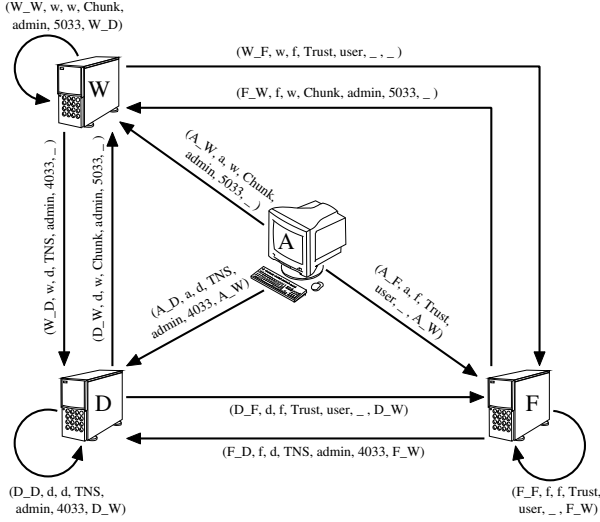 (W_W, w, w, Chunk,
admin, 5033, W_D)
W
(W_F, w, f, Trust, user, _ , _ )
(F_W, f, w, Chunk, admin, 5033, _ )
(W_D, w, d, TNS, admin, 4033, _ )
(D_W, d, w, Chunk, admin, 5033, _ )
(A_W, a, w, Chunk,
admin, 5033, _ )
A
(A_D, a, d, TNS,
admin, 4033, A_W)
(A_F, a, f, Trust,
user, _ , A_W)
D
F
(D_F, d, f, Trust, user, _ , D_W)
(F_D, f, d, TNS, admin, 4033, F_W)
(D_D, d, d, TNS,
admin, 4033, D_W)
(F_F, f, f, Trust,
user, _ , F_W)